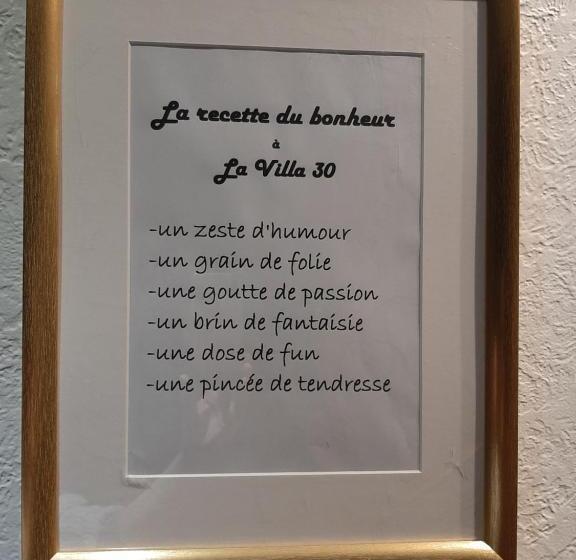 La recette du bonheur
à
La Villa 30
-un zeste d'humour
-un grain de folie
-une goutte de passion
-un brin de fantaisie
-une dose de fun
-une pincée de tendresse